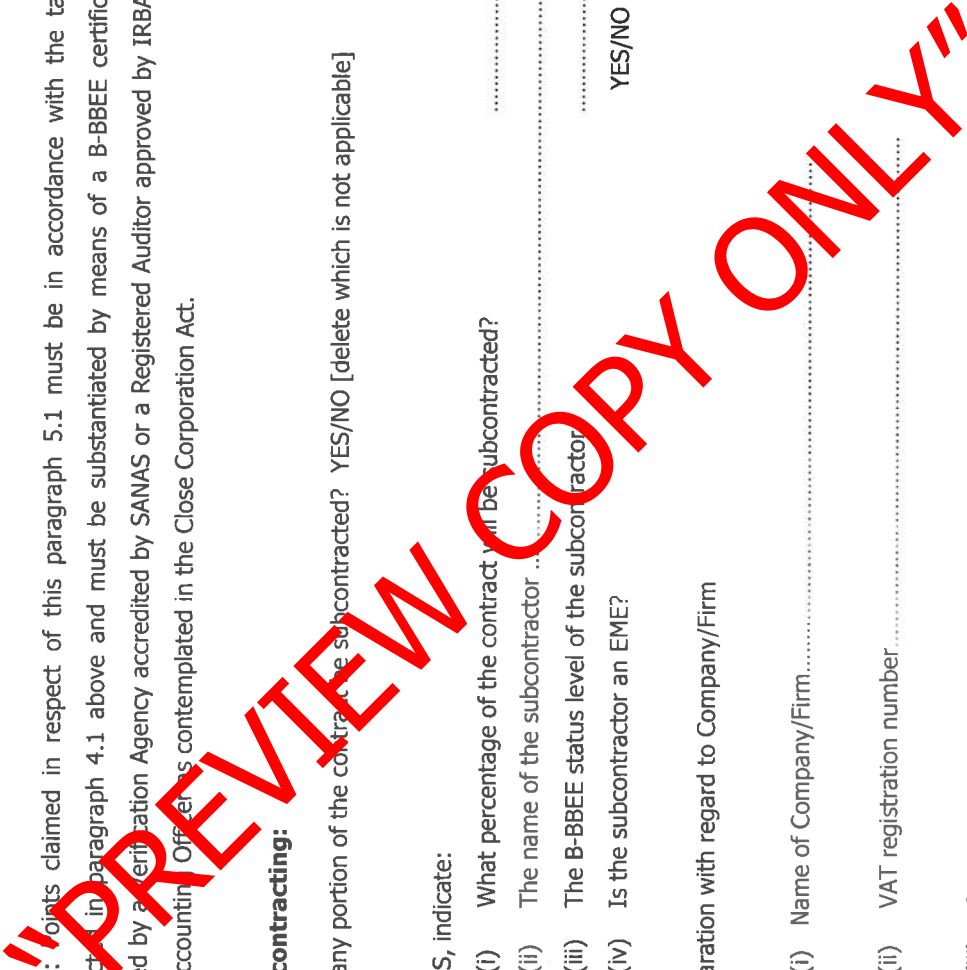 : Points claimed in respect of this paragraph 5.1 must be in accordance with the ta
cted in paragraph 4.1 above and must be substantiated by means of a B-BBEE certific
ed by a Verification Agency accredited by SANAS or a Registered Auditor approved by IRBA
ccounting Officer as contemplated in the Close Corporation Act.
contracting:
any portion of the contract be subcontracted? YES/NO [delete which is not applicable]
S, indicate:
(i) What percentage of the contract will be subcontracted? ..........
(ii) The name of the subcontractor ..........
(iii) The B-BBEE status level of the subcontractor ..........
(iv) Is the subcontractor an EME? YES/NO
aration with regard to Company/Firm
(i) Name of Company/Firm..........
(ii) VAT registration number..........
"PREVIEW COPY ONLY"